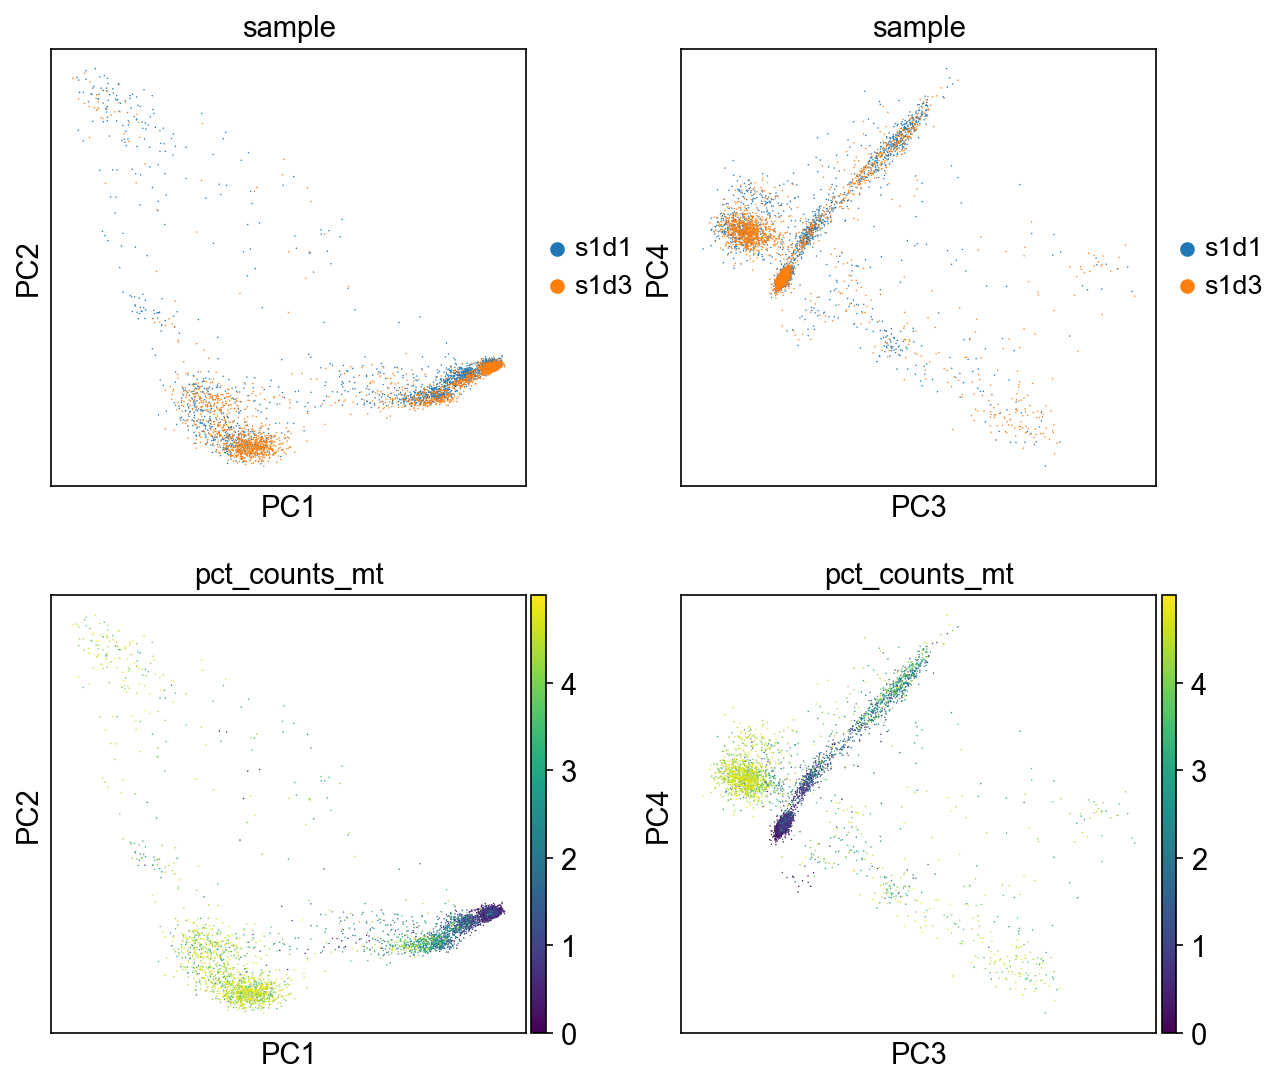 sample
PC2
PC1
s1d1
s1d3
sample
PC4
PC3
s1d1
s1d3
pct_counts_mt
PC2
PC1
4
3
2
1
0
pct_counts_mt
PC4
PC3
4
3
2
1
0